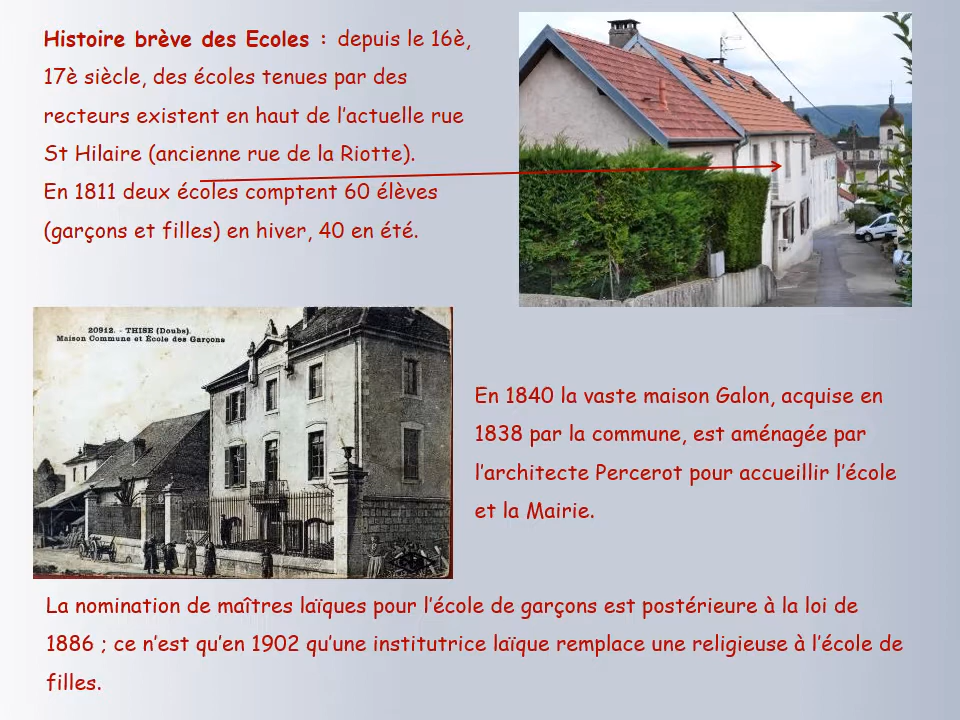 Histoire brève des Ecoles : depuis le 16è,
17è siècle, des écoles tenues par des
recteurs existent en haut de l’actuelle rue
St Hilaire (ancienne rue de la Riotte).
En 1811 deux écoles comptent 60 élèves
(garçons et filles) en hiver, 40 en été.
20912. - THISE (Doubs).
Maison Commune et École des Garçons
En 1840 la vaste maison Galon, acquise en
1838 par la commune, est aménagée par
l’architecte Percerot pour accueillir l’école
et la Mairie.
La nomination de maîtres laïques pour l’école de garçons est postérieure à la loi de
1886 ; ce n’est qu’en 1902 qu’une institutrice laïque remplace une religieuse à l’école de
filles.